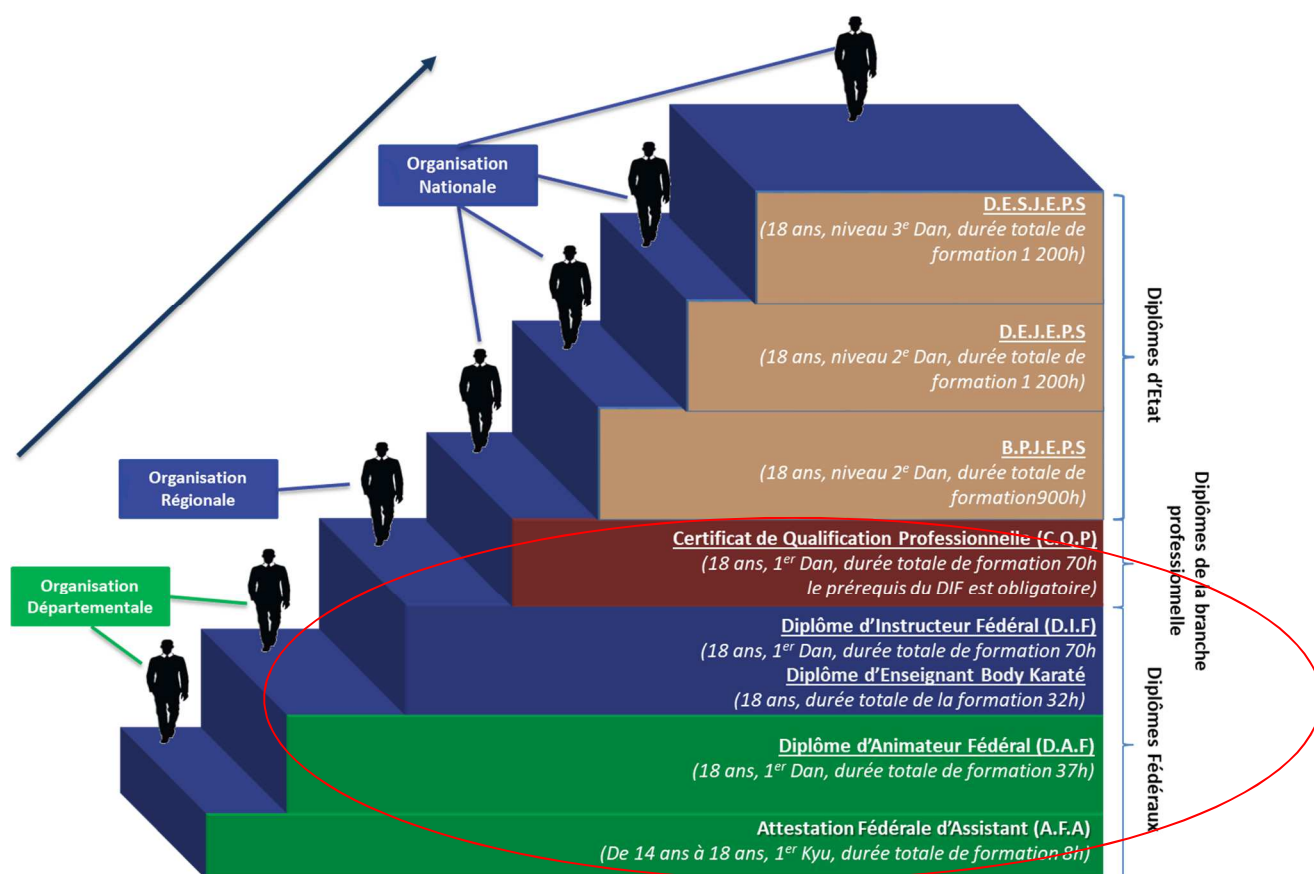 Organisation
Nationale
D.E.S.J.E.P.S
(18 ans, niveau 3e Dan, durée totale de
formation 1 200h)
D.E.J.E.P.S
(18 ans, niveau 2e Dan, durée totale de
formation 1 200h)
Diplômes d'Etat
B.P.J.E.P.S
(18 ans, niveau 2e Dan, durée totale de
formation900h)
Organisation
Régionale
Certificat de Qualification Professionnelle (C.Q.P)
(18 ans, 1er Dan, durée totale de formation 70h
le prérequis du DIF est obligatoire)
Diplômes de la branche
professionnelle
Organisation
Départementale
Diplôme d'Instructeur Fédéral (D.I.F)
(18 ans, 1er Dan, durée totale de formation 70h
Diplôme d'Enseignant Body Karaté
(18 ans, durée totale de la formation 32h)
Diplôme d'Animateur Fédéral (D.A.F)
(18 ans, 1er Dan, durée totale de formation 37h)
Diplômes Fédéraux
Attestation Fédérale d'Assistant (A.F.A)
(De 14 ans à 18 ans, 1er Kyu, durée totale de formation 8h)